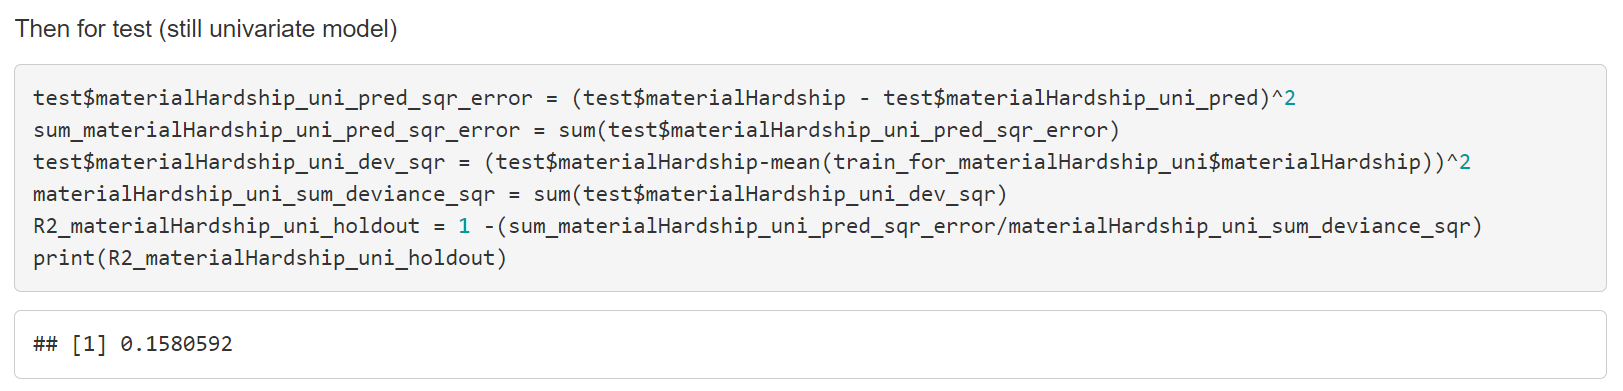 Then for test (still univariate model)
test$materialHardship_uni_pred_sqr_error = (test$materialHardship - test$materialHardship_uni_pred)^2
sum_materialHardship_uni_pred_sqr_error = sum(test$materialHardship_uni_pred_sqr_error)
test$materialHardship_uni_dev_sqr = (test$materialHardship-mean(train_for_materialHardship_uni$materialHardship))^2
materialHardship_uni_sum_deviance_sqr = sum(test$materialHardship_uni_dev_sqr)
R2_materialHardship_uni_holdout = 1 -(sum_materialHardship_uni_pred_sqr_error/materialHardship_uni_sum_deviance_sqr)
print(R2_materialHardship_uni_holdout)
## [1] 0.1580592